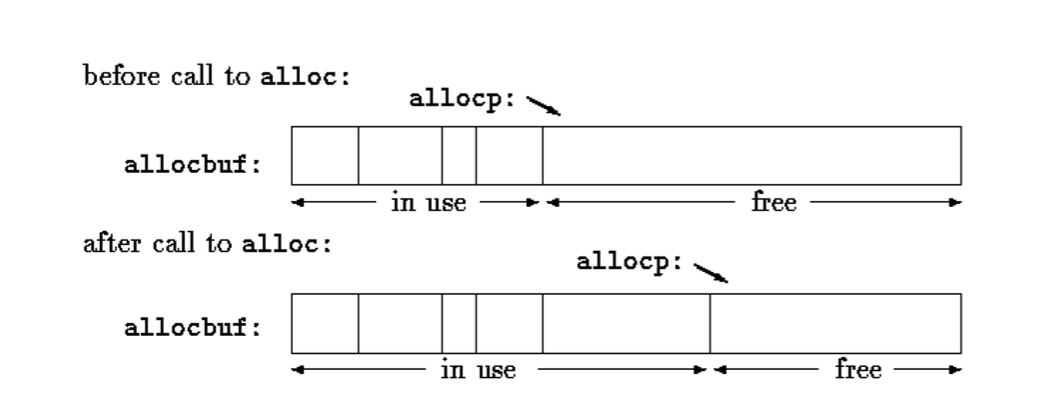 before call to alloc:
allocp:
allocbuf:
in use free
after call to alloc:
allocp:
allocbuf:
in use free